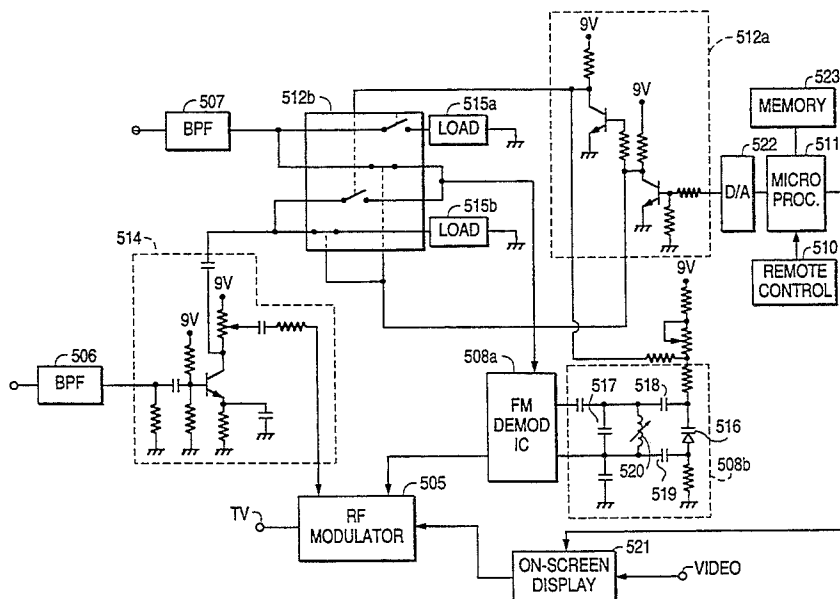 9V
512a
523
MEMORY
507
BPF
512b
515a
LOAD
9V
522
511
D/A
MICRO
PROC.
514
515b
LOAD
510
REMOTE
CONTROL
9V
9V
9V
506
BPF
508a
FM
DEMOD
IC
517
518
516
520
519
508b
505
TV
RF
MODULATOR
521
ON-SCREEN
DISPLAY
VIDEO